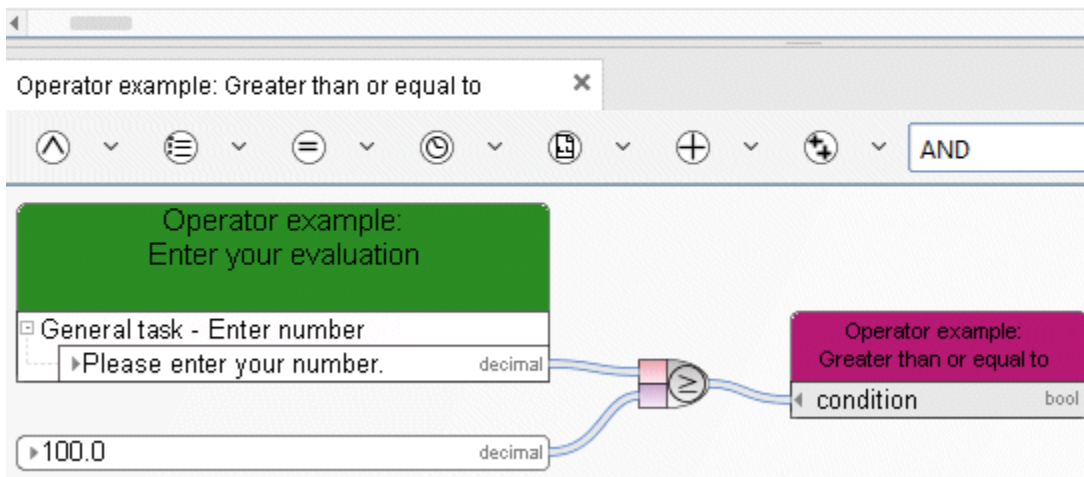 Operator example: Greater than or equal to
AND
Operator example:
Enter your evaluation
General task - Enter number
Please enter your number. decimal
100.0 decimal
≥
Operator example:
Greater than or equal to
condition bool